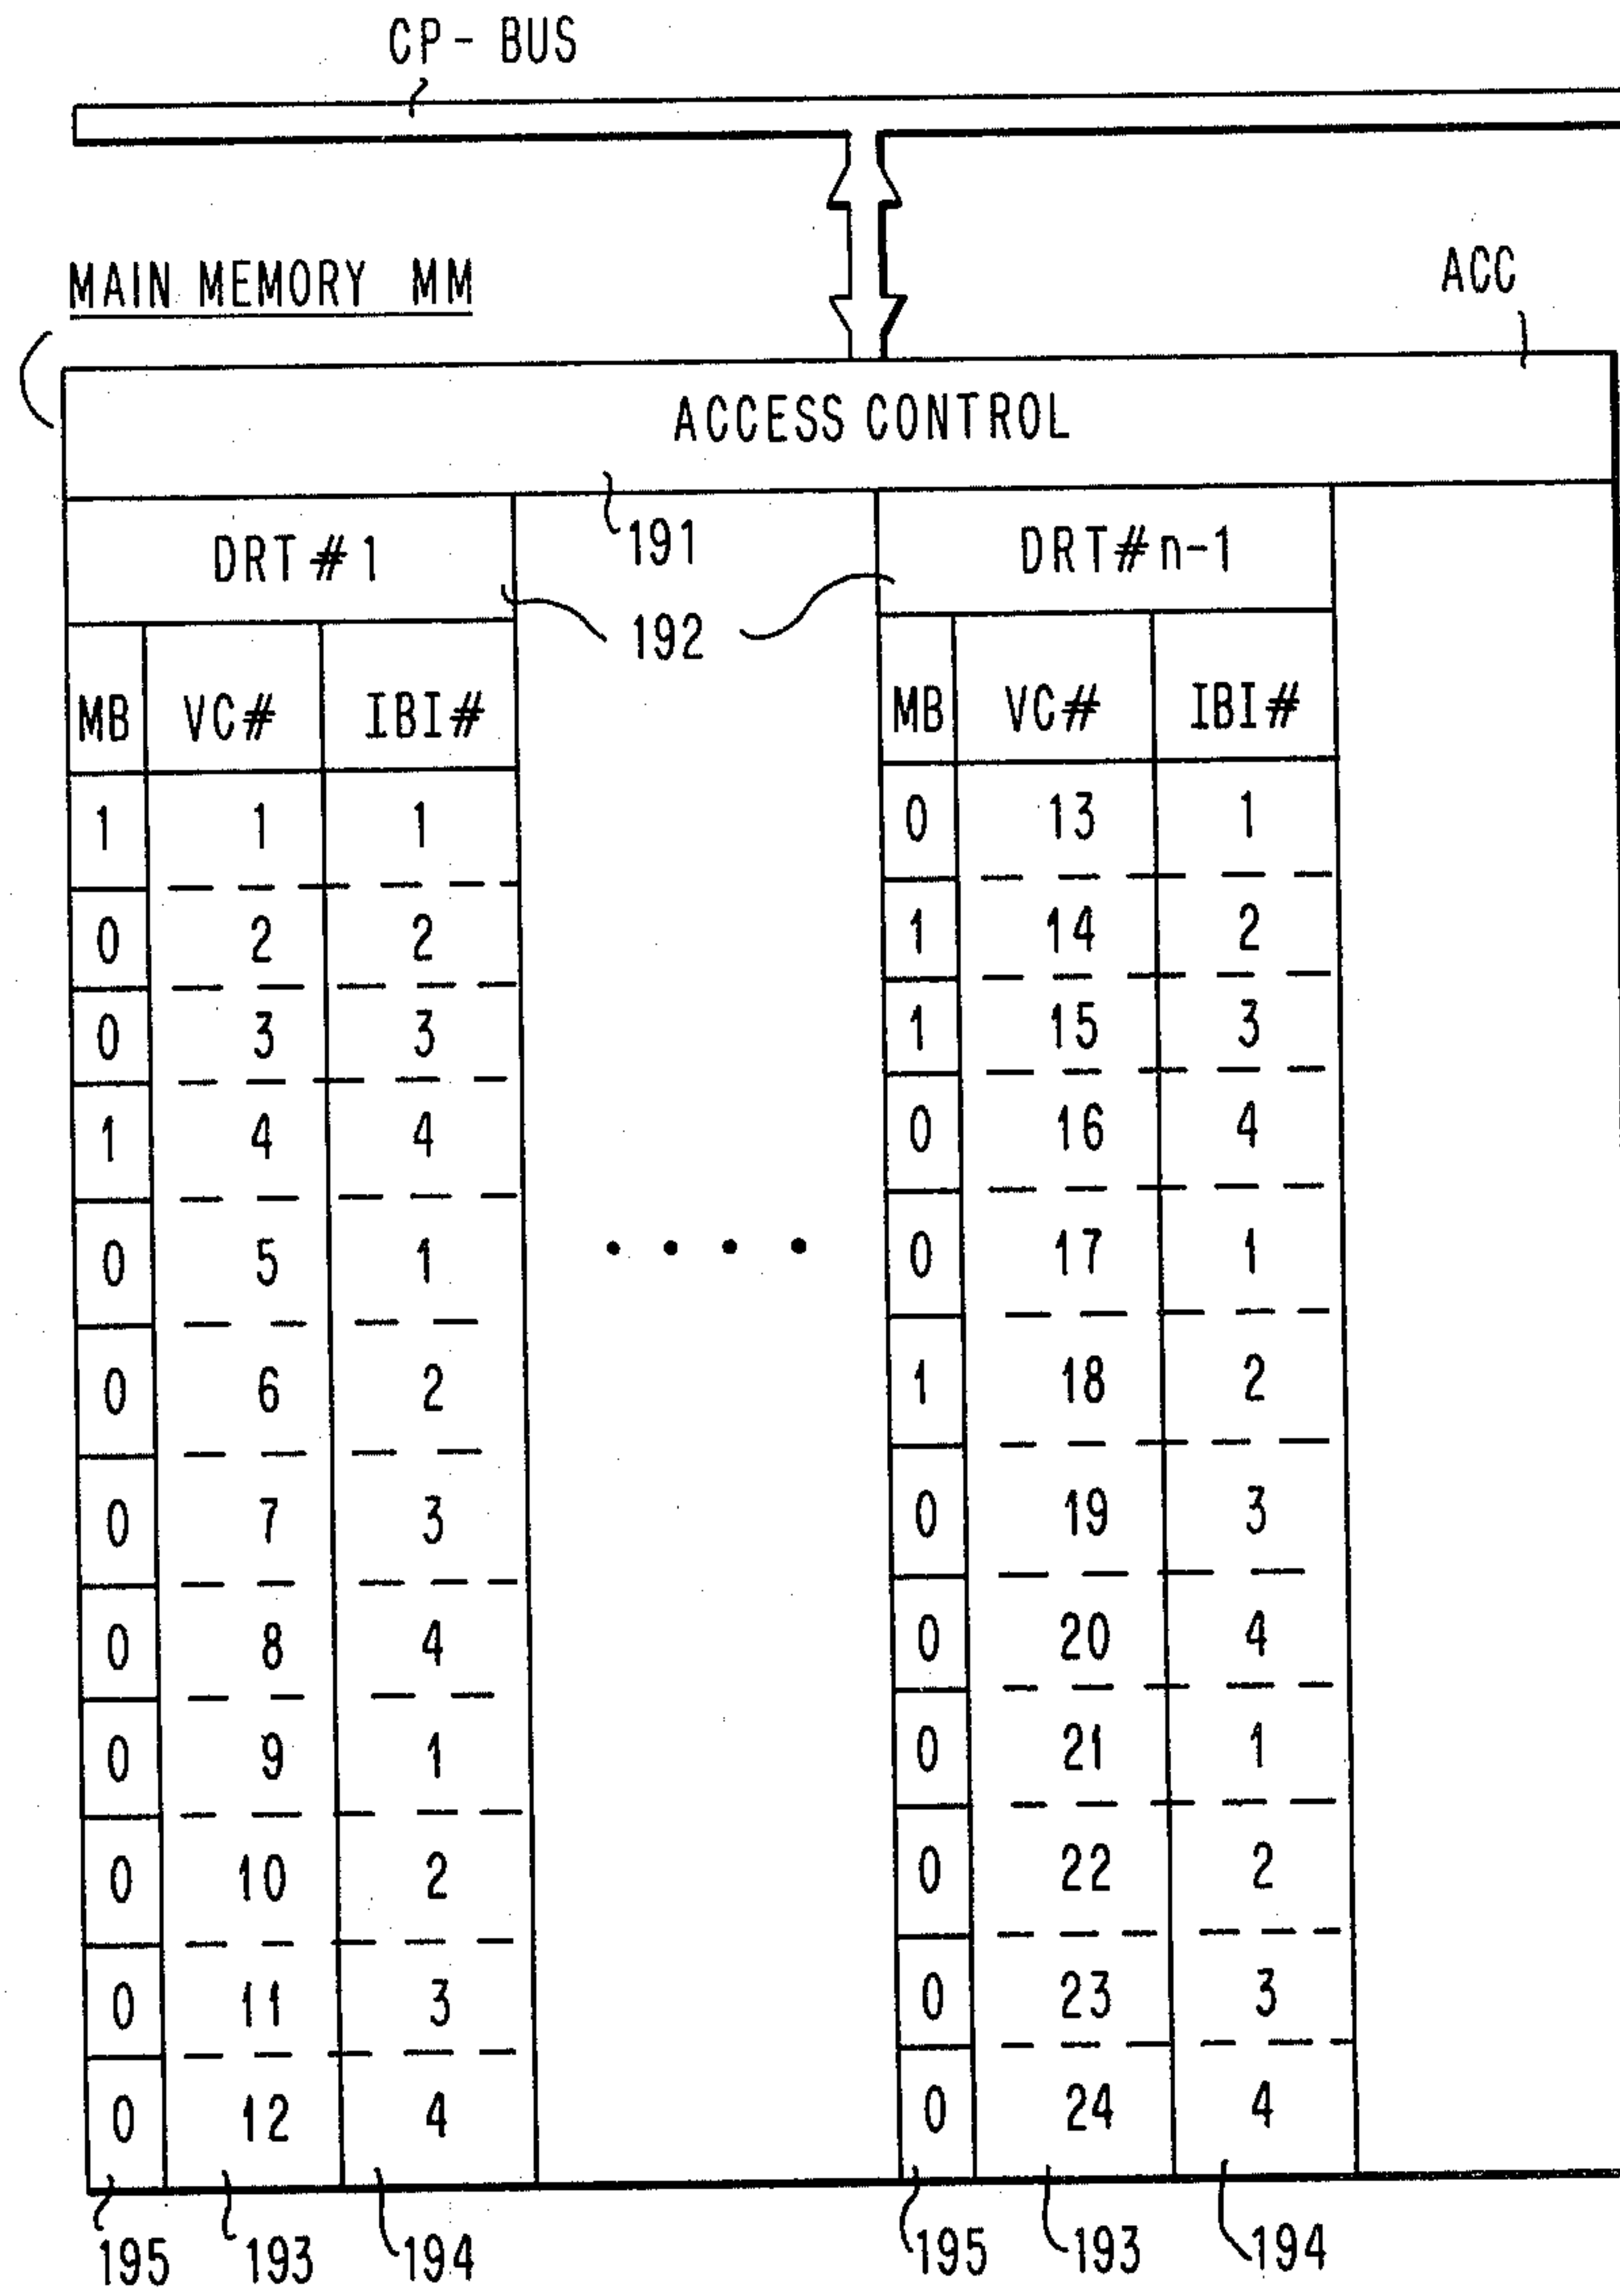 CP- BUS
MAIN MEMORY MM
ACC
ACCESS CONTROL
191
DRT#1 DRT#n-1
192
MB VC# IBI# MB VC# IBI#
1 1 1 0 13 1
0 2 2 1 14 2
0 3 3 1 15 3
1 4 4 0 16 4
0 5 1 0 17 1
0 6 2 1 18 2
0 7 3 0 19 3
0 8 4 0 20 4
0 9 1 0 21 1
0 10 2 0 22 2
0 11 3 0 23 3
0 12 4 0 24 4
195 193 194 195 193 194